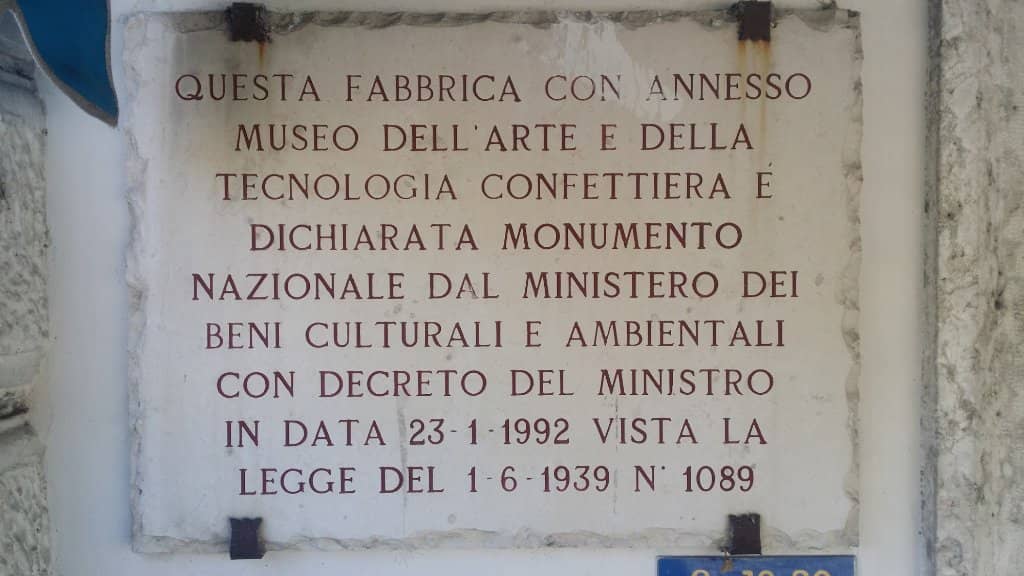 QUESTA FABBRICA CON ANNESSO
MUSEO DELL'ARTE E DELLA
TECNOLOGIA CONFETTIERA É
DICHIARATA MONUMENTO
NAZIONALE DAL MINISTERO DEI
BENI CULTURALI E AMBIENTALI
CON DECRETO DEL MINISTRO
IN DATA 23-1-1992 VISTA LA
LEGGE DEL 1-6-1939 N° 1089